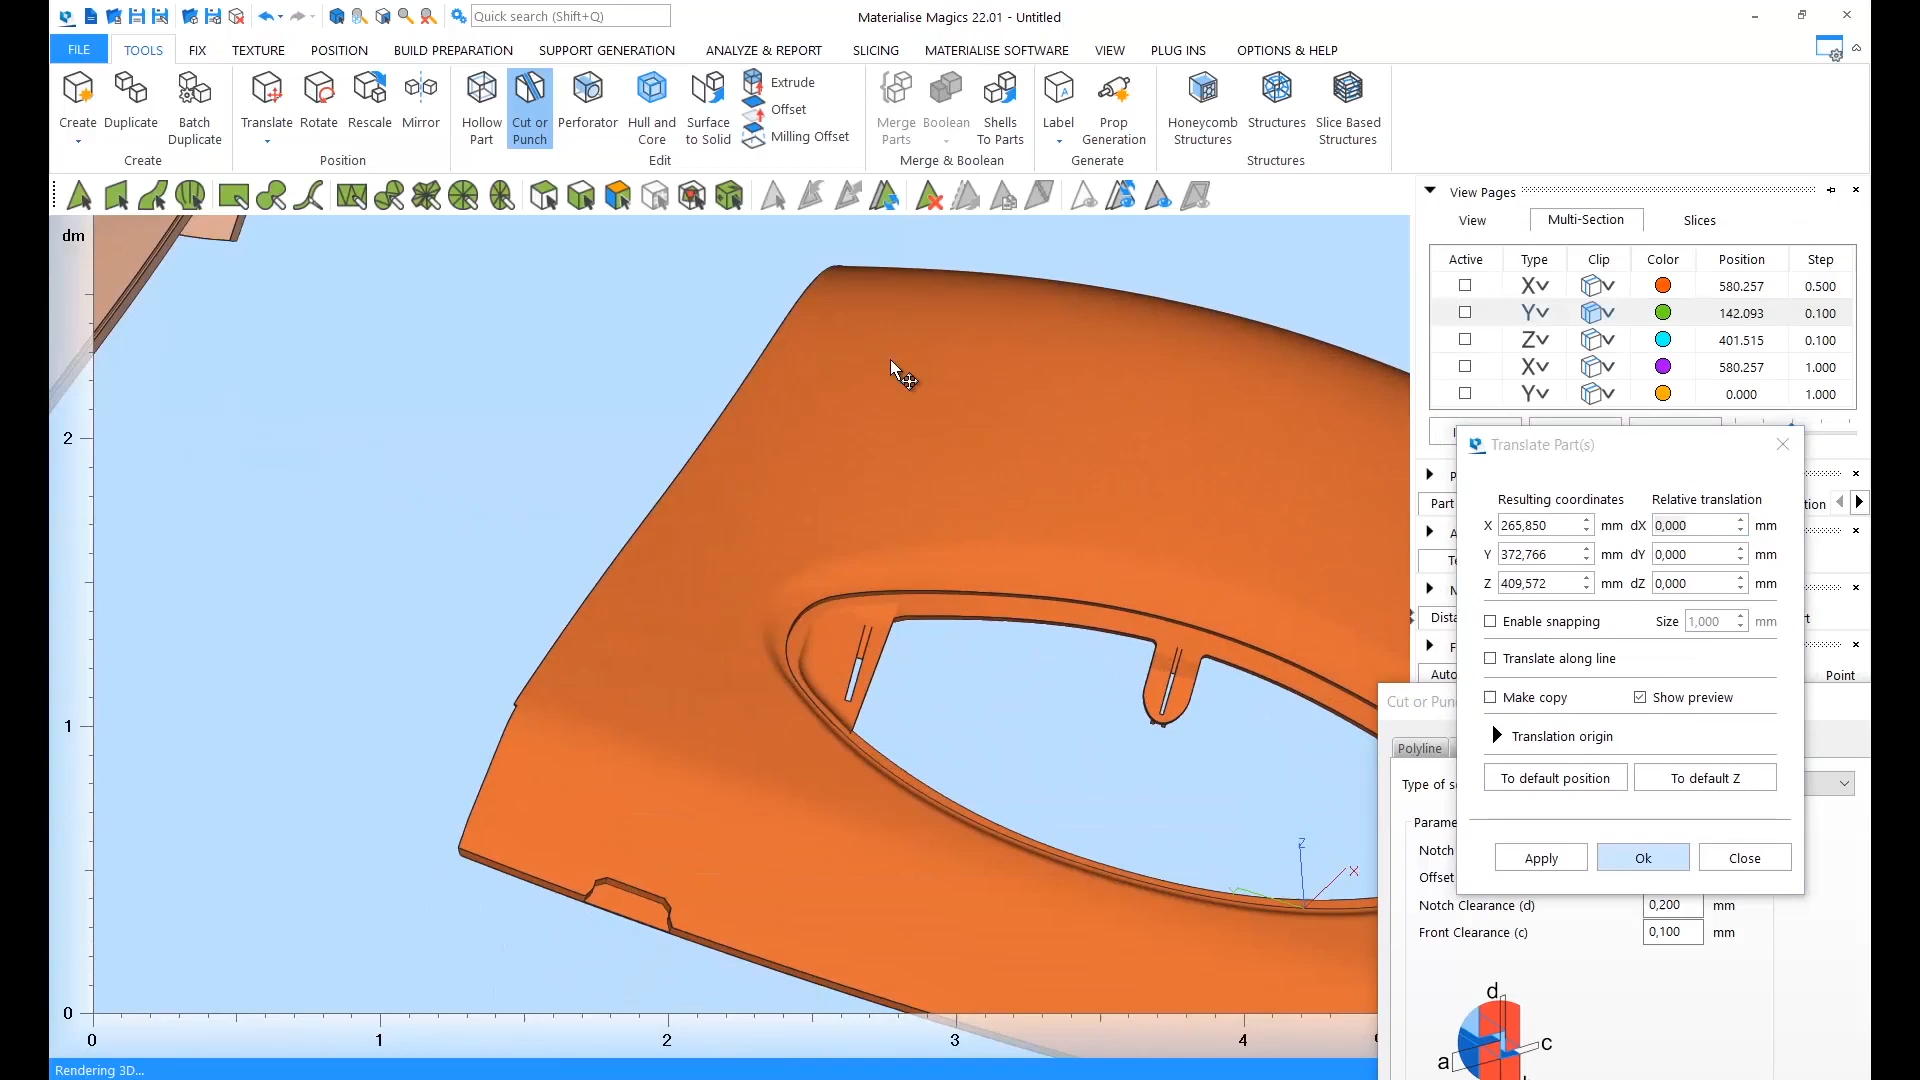 Quick search (Shift+Q)
Materialise Magics 22.01 - Untitled
FILE
TOOLS
FIX
TEXTURE
POSITION
BUILD PREPARATION
SUPPORT GENERATION
ANALYZE & REPORT
SLICING
MATERIALISE SOFTWARE
VIEW
PLUG INS
OPTIONS & HELP
Create
Duplicate
Batch
Duplicate
Create
Translate
Rotate
Rescale
Mirror
Position
Hollow
Part
Cut or
Punch
Perforator
Hull and
Core
Surface
to Solid
Extrude
Offset
Milling Offset
Edit
Merge
Parts
Boolean
Shells
To Parts
Merge & Boolean
Label
Prop
Generation
Generate
Honeycomb
Structures
Structures
Slice Based
Structures
Structures
View Pages
View
Multi-Section
Slices
Active Type Clip Color Position Step
X 580.257 0.500
Y 142.093 0.100
Z 401.515 0.100
X 580.257 1.000
Y 0.000 1.000
Part
Translate Part(s)
Resulting coordinates Relative translation
X 265,850 mm dX 0,000 mm
Y 372,766 mm dY 0,000 mm
Z 409,572 mm dZ 0,000 mm
Enable snapping Size 1,000 mm
Translate along line
Make copy Show preview
Translation origin
To default position To default Z
Apply Ok Close
Point
Polyline
Notch
Offset
Notch Clearance (d) 0,200 mm
Front Clearance (c) 0,100 mm
d
c
a
dm
2
1
0
0 1 2 3 4
Z
X
Y
Rendering 3D...